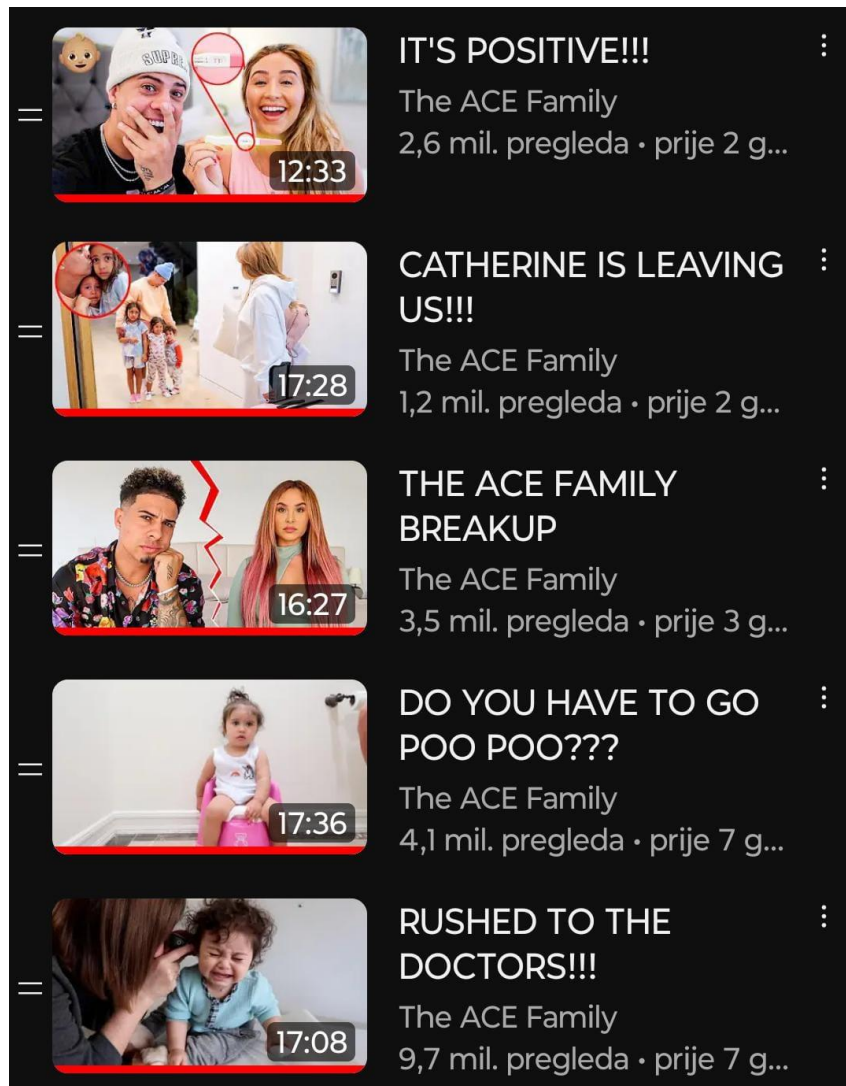 SUPRE
12:33
IT'S POSITIVE!!!
The ACE Family
2,6 mil. pregleda • prije 2 g...
17:28
CATHERINE IS LEAVING
US!!!
The ACE Family
1,2 mil. pregleda • prije 2 g...
16:27
THE ACE FAMILY
BREAKUP
The ACE Family
3,5 mil. pregleda • prije 3 g...
17:36
DO YOU HAVE TO GO
POO POO???
The ACE Family
4,1 mil. pregleda • prije 7 g...
17:08
RUSHED TO THE
DOCTORS!!!
The ACE Family
9,7 mil. pregleda • prije 7 g...